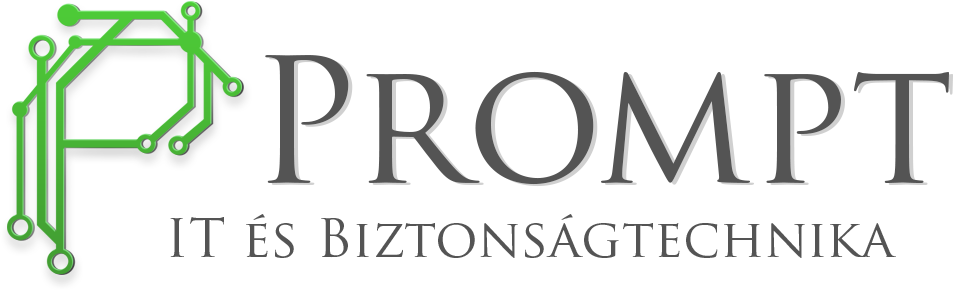 PROMPT
IT ÉS BIZTONSÁGTECHNIKA